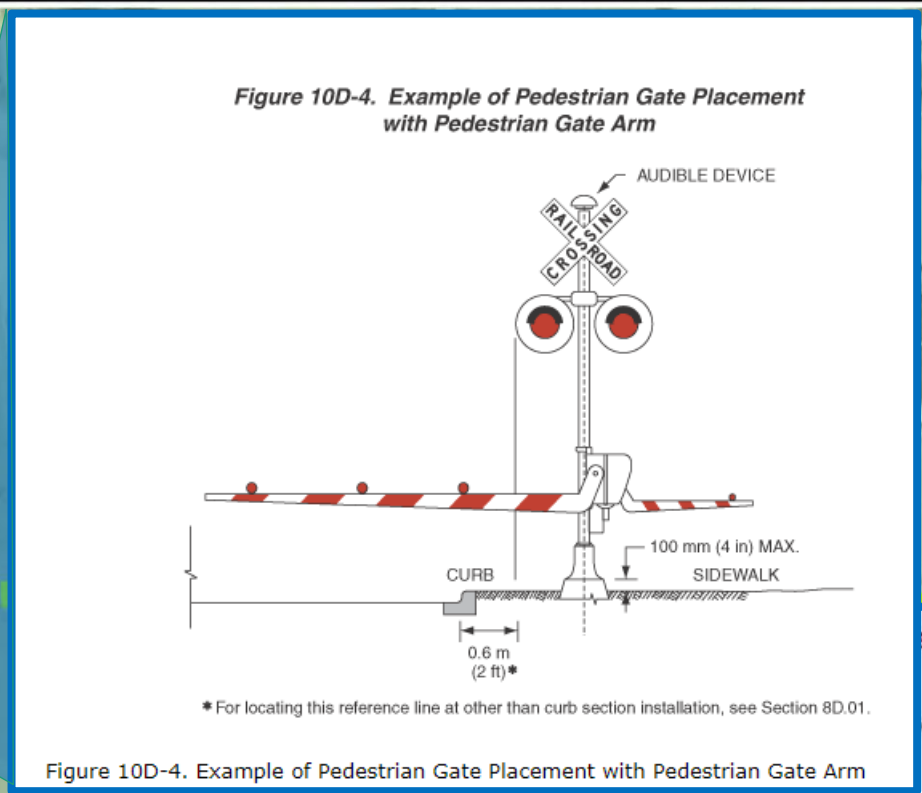 Figure 10D-4. Example of Pedestrian Gate Placement
with Pedestrian Gate Arm
AUDIBLE DEVICE
RAIL ROAD
CROSSING
100 mm (4 in) MAX.
CURB
SIDEWALK
0.6 m
(2 ft)*
* For locating this reference line at other than curb section installation, see Section 8D.01.
Figure 10D-4. Example of Pedestrian Gate Placement with Pedestrian Gate Arm